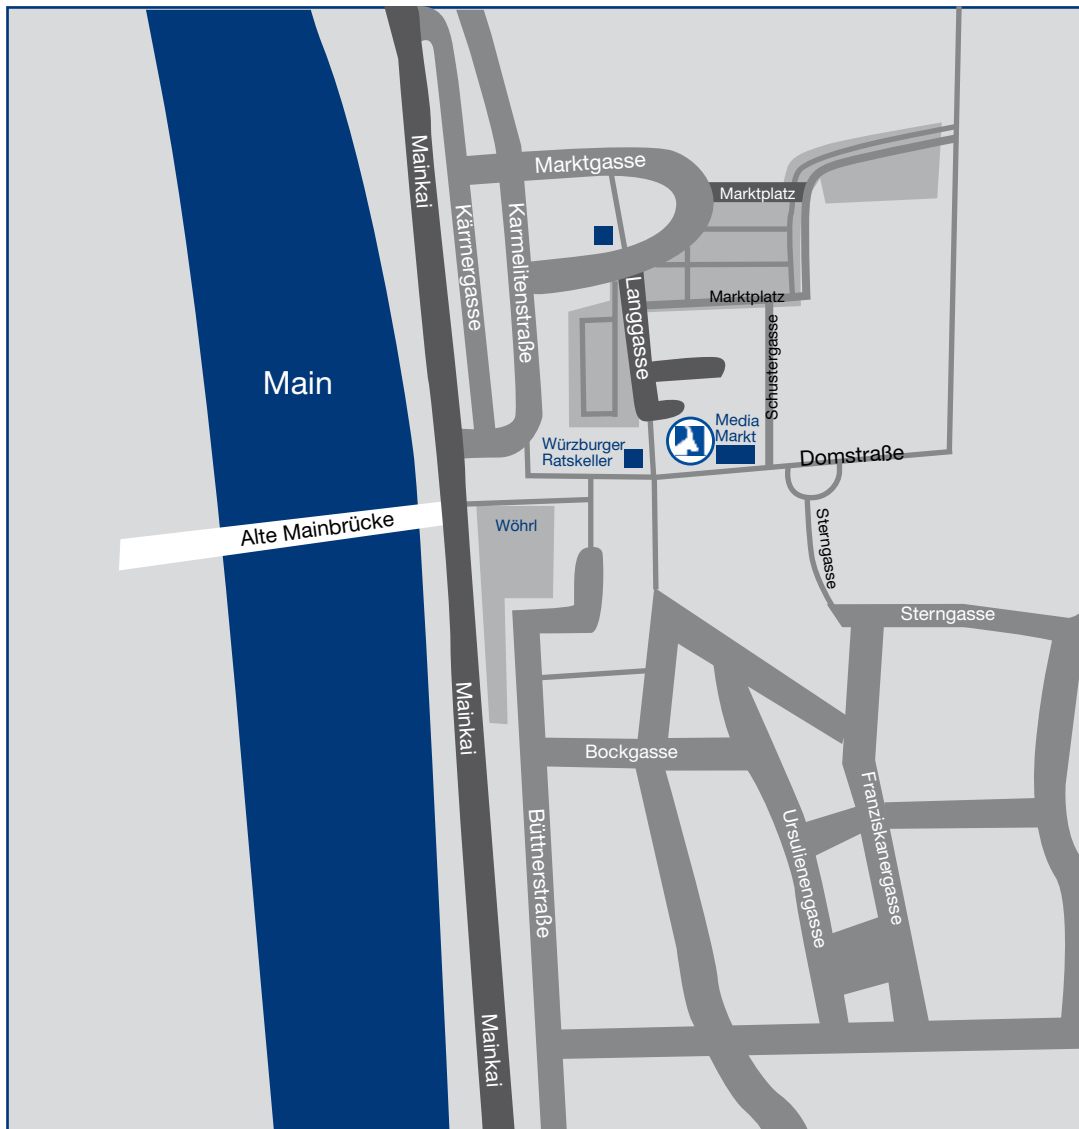 Marktgasse
Mainkai
Marktplatz
Kärrnergasse
Karmelitenstraße
Langgasse
Marktplatz
Schustergasse
Main
Media
Markt
Würzburger
Ratskeller
Domstraße
Alte Mainbrücke
Wöhrl
Sterngasse
Sterngasse
Mainkai
Bockgasse
Büttnerstraße
Ursulienengasse
Franziskanergasse
Mainkai